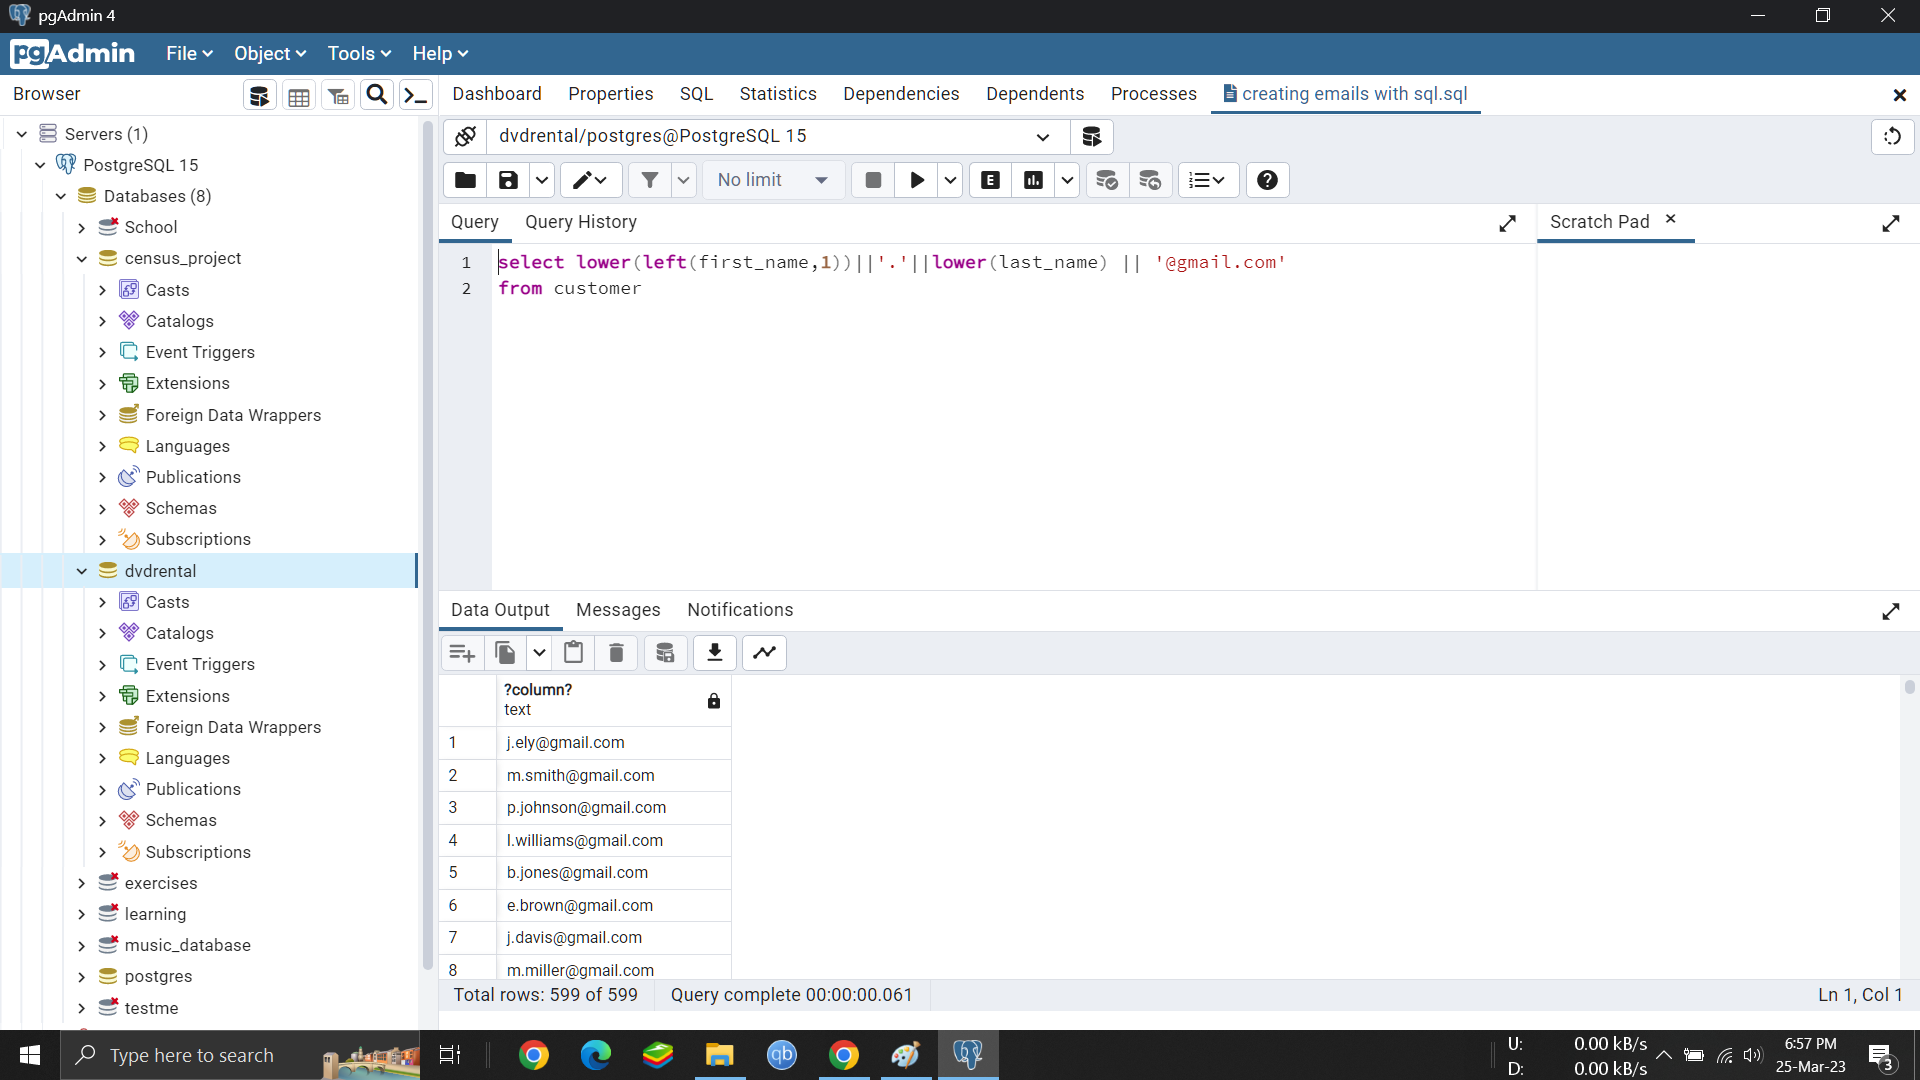 pgAdmin 4
pgAdmin File Object Tools Help
Browser
Dashboard Properties SQL Statistics Dependencies Dependents Processes creating emails with sql.sql
Servers (1)
PostgreSQL 15
Databases (8)
School
census_project
Casts
Catalogs
Event Triggers
Extensions
Foreign Data Wrappers
Languages
Publications
Schemas
Subscriptions
dvdrental
Casts
Catalogs
Event Triggers
Extensions
Foreign Data Wrappers
Languages
Publications
Schemas
Subscriptions
exercises
learning
music_database
postgres
testme
dvdrental/postgres@PostgreSQL 15
No limit
E
Query Query History
Scratch Pad
1 select lower(left(first_name,1))||'.'||lower(last_name) || '@gmail.com'
2 from customer
Data Output Messages Notifications
?column?
text
1 j.ely@gmail.com
2 m.smith@gmail.com
3 p.johnson@gmail.com
4 l.williams@gmail.com
5 b.jones@gmail.com
6 e.brown@gmail.com
7 j.davis@gmail.com
8 m.miller@gmail.com
Total rows: 599 of 599 Query complete 00:00:00.061 Ln 1, Col 1
Type here to search
qb
U: 0.00 kB/s
D: 0.00 kB/s
6:57 PM
25-Mar-23
3